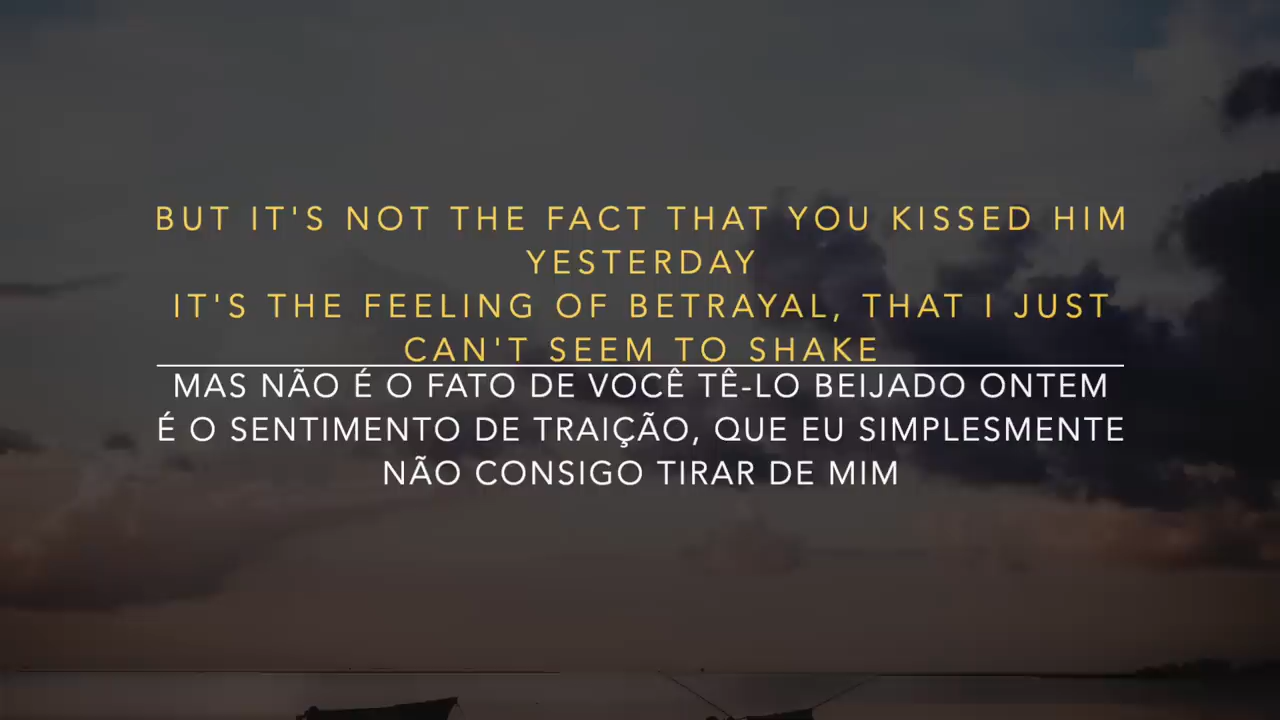 BUT IT'S NOT THE FACT THAT YOU KISSED HIM
YESTERDAY
IT'S THE FEELING OF BETRAYAL, THAT I JUST
CAN'T SEEM TO SHAKE
MAS NÃO É O FATO DE VOCÊ TÊ-LO BEIJADO ONTEM
É O SENTIMENTO DE TRAIÇÃO, QUE EU SIMPLESMENTE
NÃO CONSIGO TIRAR DE MIM